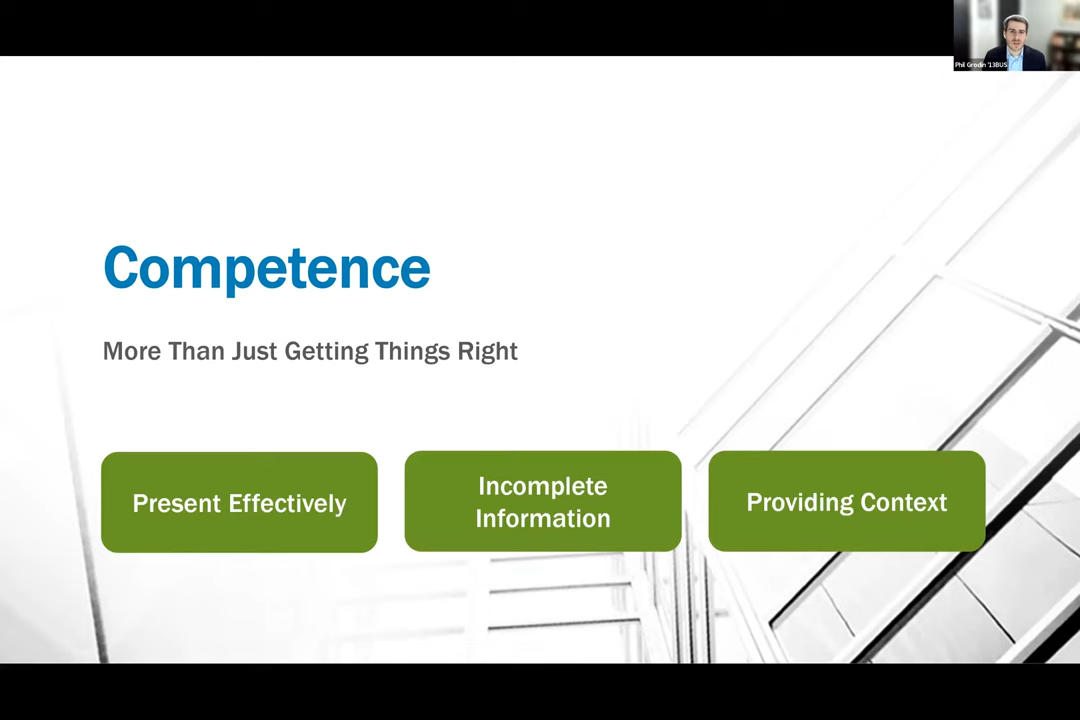 Phil Grodin '13BUS
Competence
More Than Just Getting Things Right
Present Effectively
Incomplete
Information
Providing Context